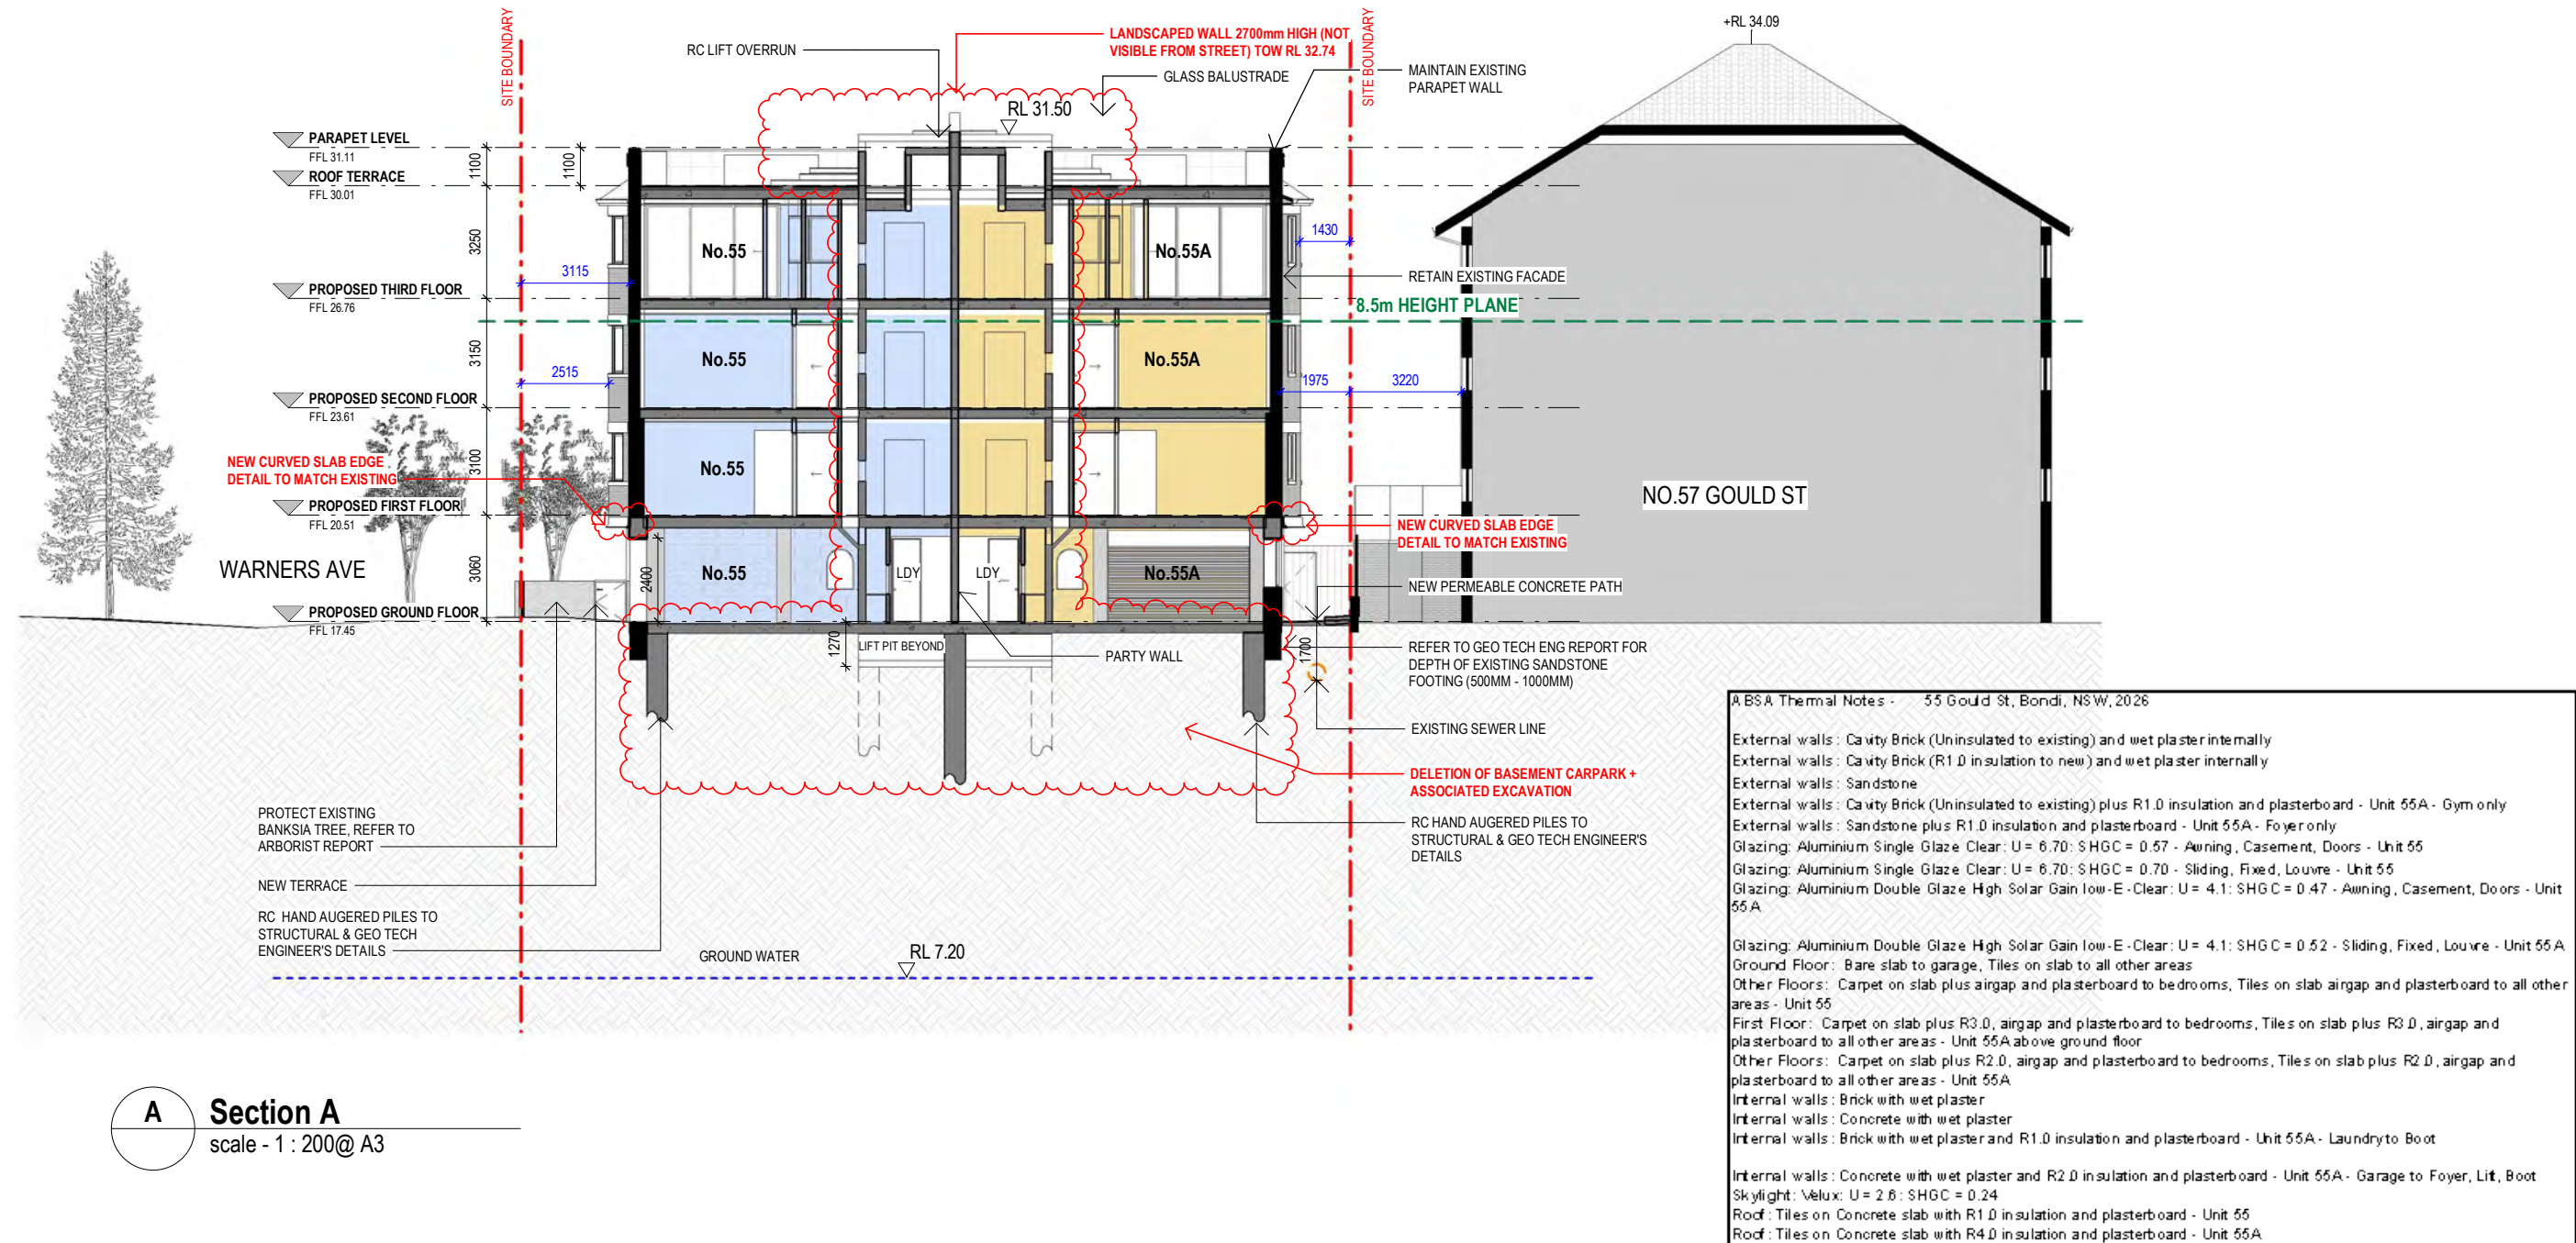 SITE BOUNDARY
RC LIFT OVERRUN
LANDSCAPED WALL 2700mm HIGH (NOT
VISIBLE FROM STREET) TOW RL 32.74
GLASS BALUSTRADE
SITE BOUNDARY
MAINTAIN EXISTING
PARAPET WALL
+RL 34.09
RL 31.50
PARAPET LEVEL
FFL 31.11
ROOF TERRACE
FFL 30.01
1100
1100
3250
No.55
No.55A
1430
3115
RETAIN EXISTING FACADE
PROPOSED THIRD FLOOR
FFL 26.76
8.5m HEIGHT PLANE
3150
No.55
No.55A
2515
1975
3220
PROPOSED SECOND FLOOR
FFL 23.61
NEW CURVED SLAB EDGE
DETAIL TO MATCH EXISTING
3100
No.55
NO.57 GOULD ST
PROPOSED FIRST FLOOR
FFL 20.51
NEW CURVED SLAB EDGE
DETAIL TO MATCH EXISTING
WARNERS AVE
3060
2400
No.55
LDY
LDY
No.55A
NEW PERMEABLE CONCRETE PATH
PROPOSED GROUND FLOOR
FFL 17.45
1270
LIFT PIT BEYOND
PARTY WALL
1700
REFER TO GEO TECH ENG REPORT FOR
DEPTH OF EXISTING SANDSTONE
FOOTING (500MM - 1000MM)
EXISTING SEWER LINE
DELETION OF BASEMENT CARPARK +
ASSOCIATED EXCAVATION
PROTECT EXISTING
BANKSIA TREE, REFER TO
ARBORIST REPORT
RC HAND AUGERED PILES TO
STRUCTURAL & GEO TECH ENGINEER'S
DETAILS
NEW TERRACE
RC HAND AUGERED PILES TO
STRUCTURAL & GEO TECH
ENGINEER'S DETAILS
GROUND WATER
RL 7.20
A
Section A
scale - 1 : 200@ A3
ABSA Thermal Notes - 55 Gould St, Bondi, NSW, 2026
External walls: Cavity Brick (Uninsulated to existing) and wet plaster internally
External walls: Cavity Brick (R1.0 insulation to new) and wet plaster internally
External walls: Sandstone
External walls: Cavity Brick (Uninsulated to existing) plus R1.0 insulation and plasterboard - Unit 55A - Gym only
External walls: Sandstone plus R1.0 insulation and plasterboard - Unit 55A - Foyer only
Glazing: Aluminium Single Glaze Clear: U = 6.70: SHGC = 0.57 - Awning, Casement, Doors - Unit 55
Glazing: Aluminium Single Glaze Clear: U = 6.70: SHGC = 0.70 - Sliding, Fixed, Louvre - Unit 55
Glazing: Aluminium Double Glaze High Solar Gain low-E -Clear: U = 4.1: SHGC = 0.47 - Awning, Casement, Doors - Unit
55A
Glazing: Aluminium Double Glaze High Solar Gain low-E -Clear: U = 4.1: SHGC = 0.52 - Sliding, Fixed, Louvre - Unit 55A
Ground Floor: Bare slab to garage, Tiles on slab to all other areas
Other Floors: Carpet on slab plus airgap and plasterboard to bedrooms, Tiles on slab airgap and plasterboard to all other
areas - Unit 55
First Floor: Carpet on slab plus R3.0, airgap and plasterboard to bedrooms, Tiles on slab plus R3.0, airgap and
plasterboard to all other areas - Unit 55A above ground floor
Other Floors: Carpet on slab plus R2.0, airgap and plasterboard to bedrooms, Tiles on slab plus R2.0, airgap and
plasterboard to all other areas - Unit 55A
Internal walls: Brick with wet plaster
Internal walls: Concrete with wet plaster
Internal walls: Brick with wet plaster and R1.0 insulation and plasterboard - Unit 55A - Laundry to Boot
Internal walls: Concrete with wet plaster and R2.0 insulation and plasterboard - Unit 55A - Garage to Foyer, Lift, Boot
Skylight: Velux: U = 2.6: SHGC = 0.24
Roof: Tiles on Concrete slab with R1.0 insulation and plasterboard - Unit 55
Roof: Tiles on Concrete slab with R4.0 insulation and plasterboard - Unit 55A